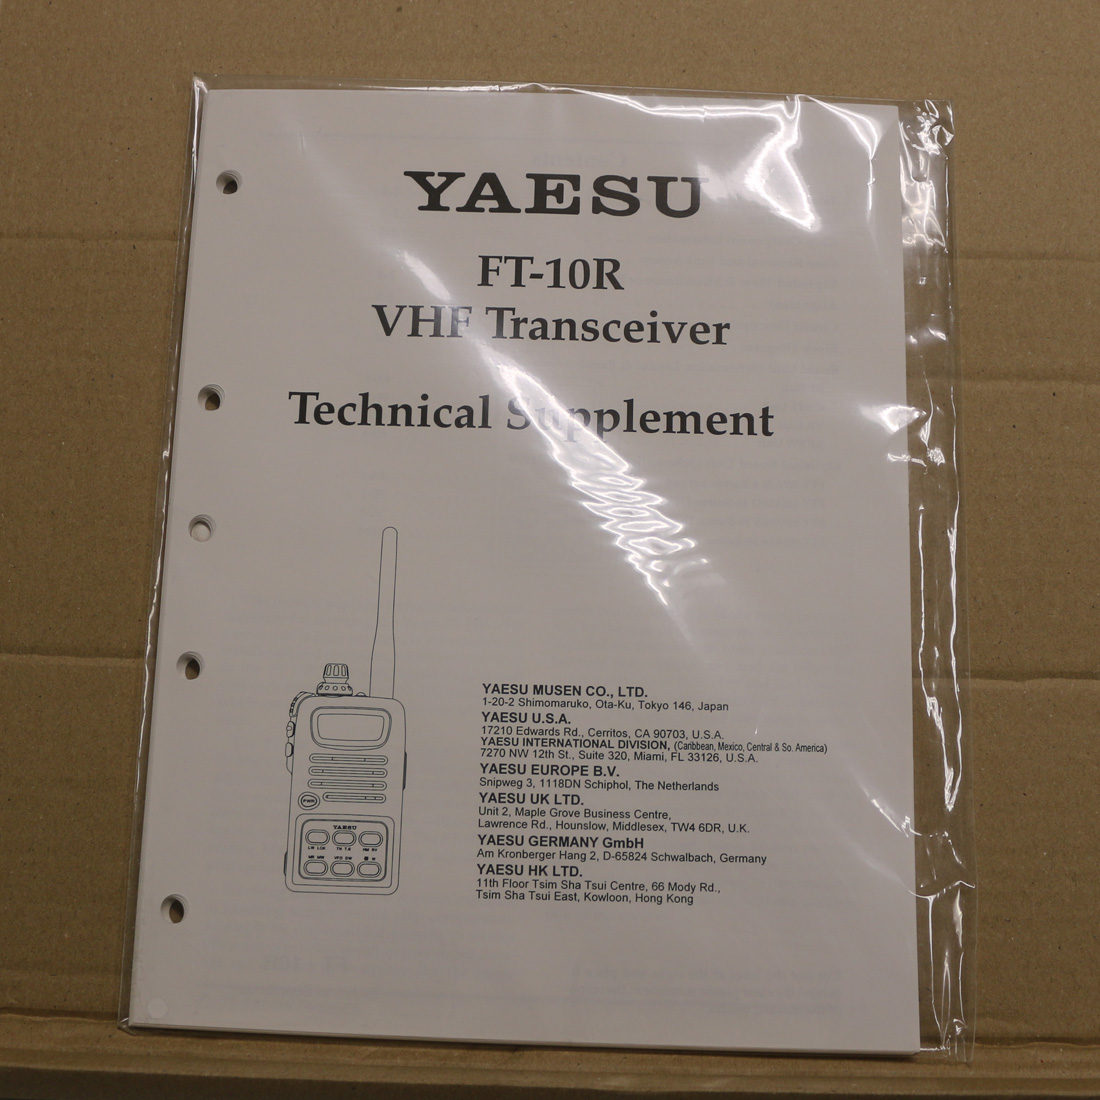 YAESU
FT-10R
VHF Transceiver
Technical Supplement
YAESU MUSEN CO., LTD.
1-20-2 Shimomaruko, Ota-Ku, Tokyo 146, Japan
YAESU U.S.A.
17210 Edwards Rd., Cerritos, CA 90703, U.S.A.
YAESU INTERNATIONAL DIVISION, (Caribbean, Mexico, Central & So. America)
7270 NW 12th St., Suite 320, Miami, FL 33126, U.S.A.
YAESU EUROPE B.V.
Snipweg 3, 1118DN Schiphol, The Netherlands
YAESU UK LTD.
Unit 2, Maple Grove Business Centre,
Lawrence Rd., Hounslow, Middlesex, TW4 6DR, U.K.
YAESU GERMANY GmbH
Am Kronberger Hang 2, D-65824 Schwalbach, Germany
YAESU HK LTD.
11th Floor Tsim Sha Tsui Centre, 66 Mody Rd.,
Tsim Sha Tsui East, Kowloon, Hong Kong
PWR
YAESU